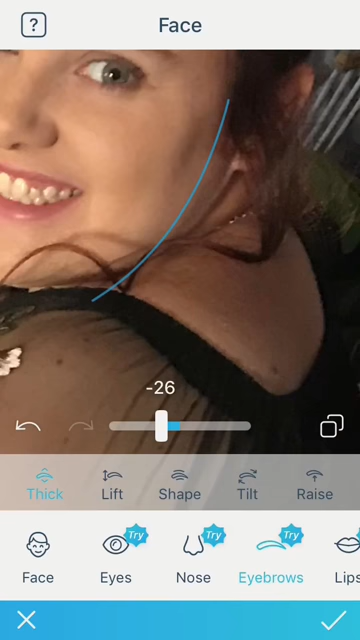 ?
Face
-26
Thick
Lift
Shape
Tilt
Raise
Try
Try
Try
Face
Eyes
Nose
Eyebrows
Lips